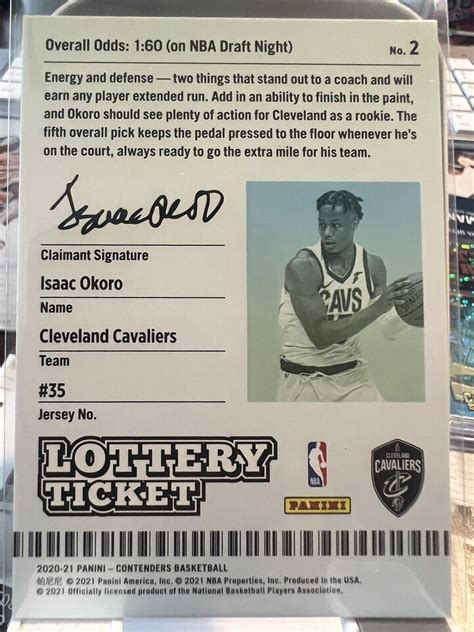 Overall Odds: 1:60 (on NBA Draft Night)
No. 2
Energy and defense — two things that stand out to a coach and will
earn any player extended run. Add in an ability to finish in the paint,
and Okoro should see plenty of action for Cleveland as a rookie. The
fifth overall pick keeps the pedal pressed to the floor whenever he's
on the court, always ready to go the extra mile for his team.
Isaac Okoro
Claimant Signature
Isaac Okoro
Name
Cleveland Cavaliers
Team
#35
Jersey No.
CAVS
LOTTERY
TICKET
NBA
PANINI
CLEVELAND
CAVALIERS
C
2020-21 PANINI – CONTENDERS BASKETBALL
帕尼尼 © 2021 Panini America, Inc. © 2021 NBA Properties, Inc. Produced in the USA.
© 2021 Officially licensed product of the National Basketball Players Association.